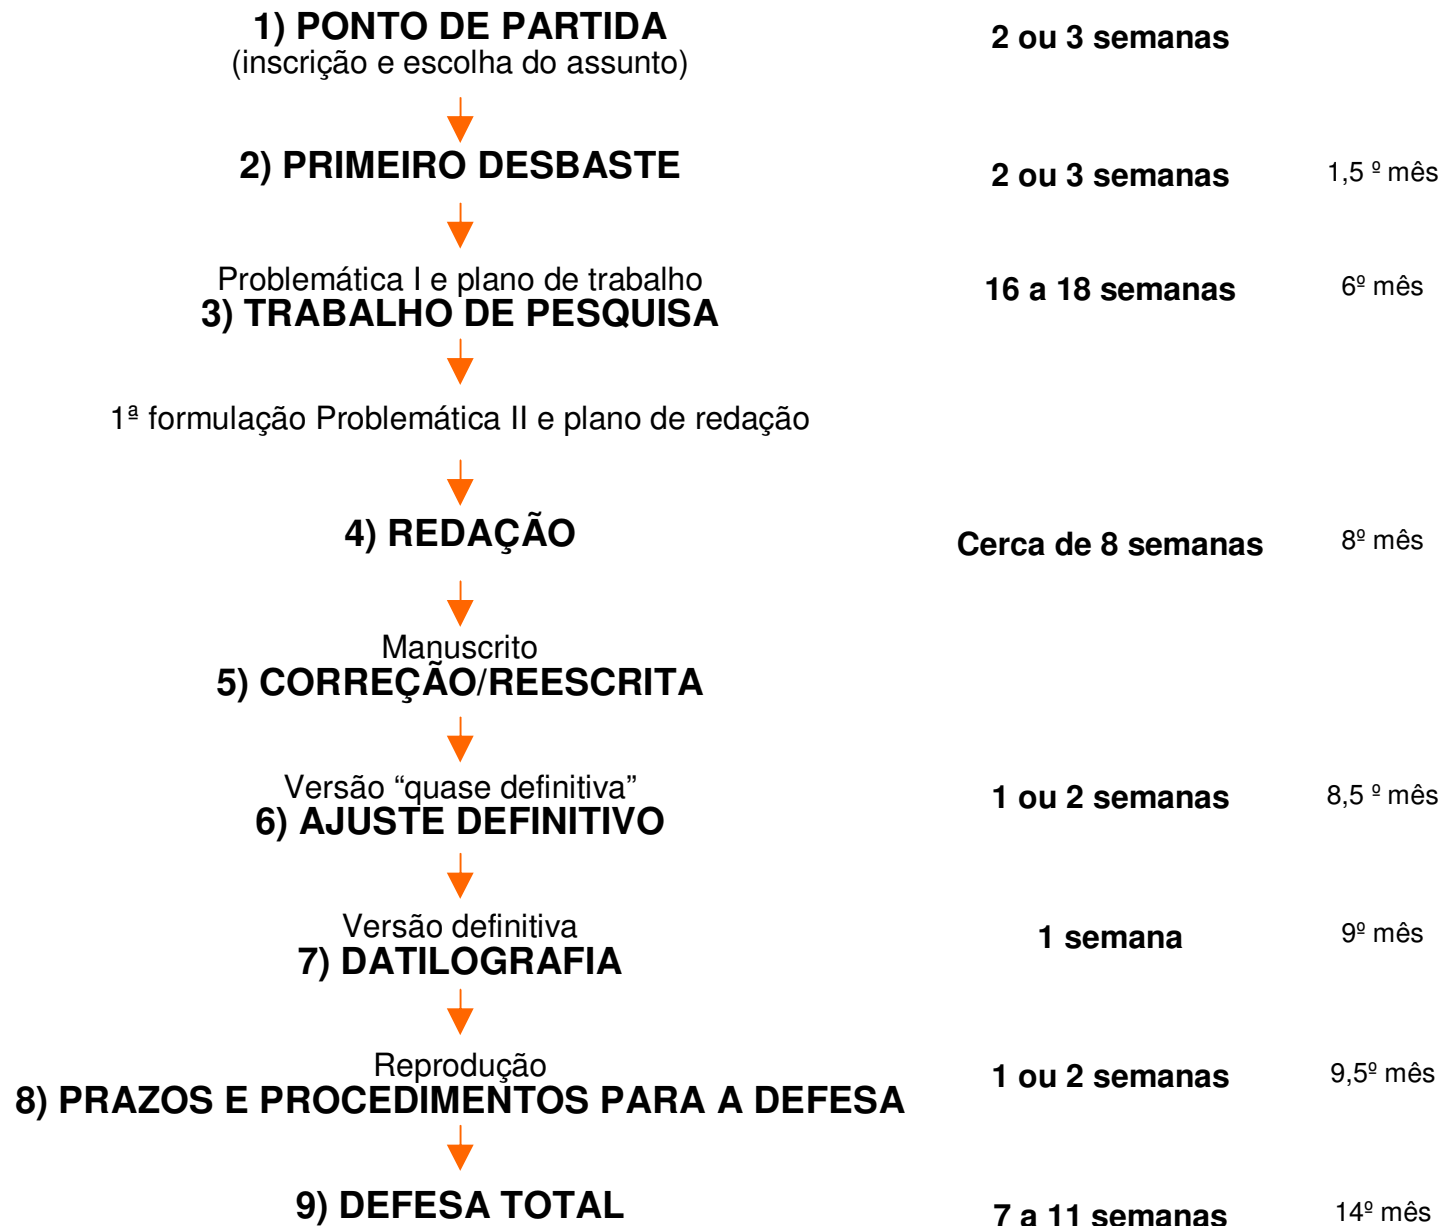 1) PONTO DE PARTIDA
(inscrição e escolha do assunto)
2 ou 3 semanas
2) PRIMEIRO DESBASTE
2 ou 3 semanas
1,5 º mês
Problemática I e plano de trabalho
3) TRABALHO DE PESQUISA
16 a 18 semanas
6º mês
1ª formulação Problemática II e plano de redação
4) REDAÇÃO
Cerca de 8 semanas
8º mês
Manuscrito
5) CORREÇÃO/REESCRITA
Versão “quase definitiva”
6) AJUSTE DEFINITIVO
1 ou 2 semanas
8,5 º mês
Versão definitiva
7) DATILOGRAFIA
1 semana
9º mês
Reprodução
8) PRAZOS E PROCEDIMENTOS PARA A DEFESA
1 ou 2 semanas
9,5º mês
9) DEFESA TOTAL
7 a 11 semanas
14º mês